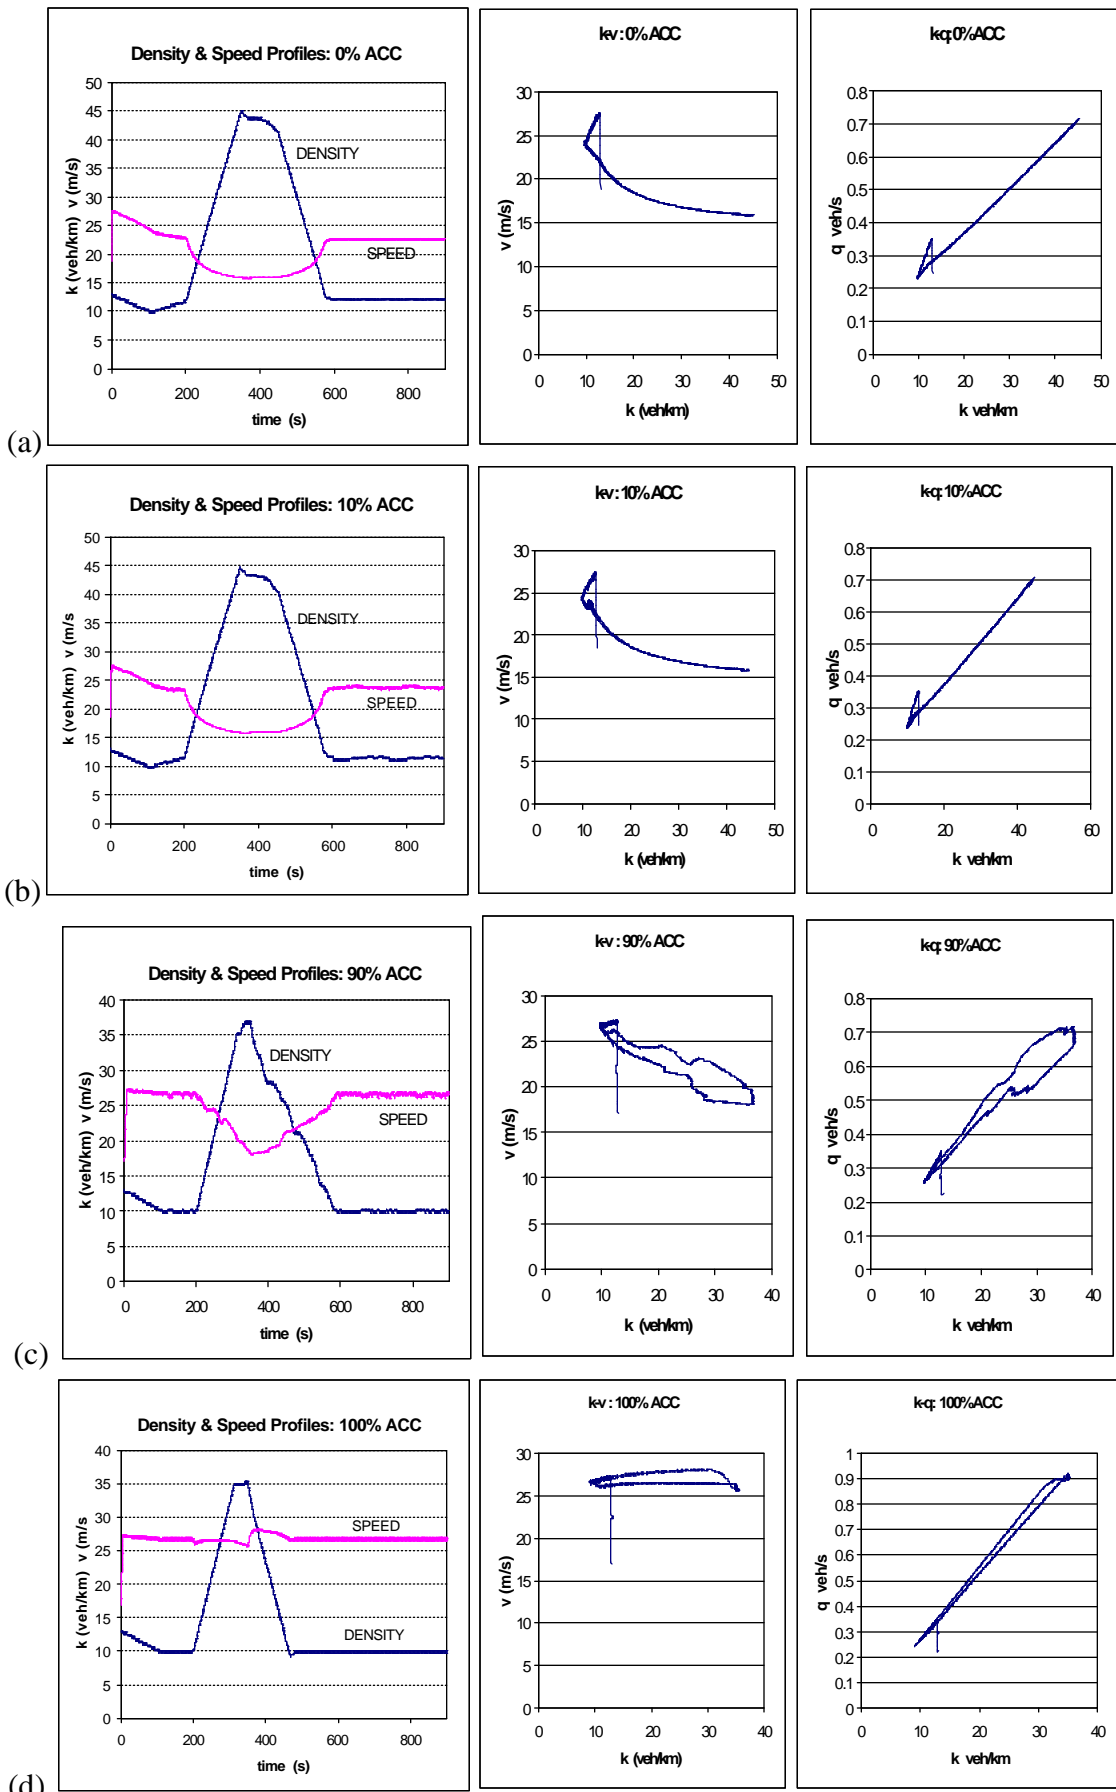 Density & Speed Profiles: 0% ACC
50
45
40
35
30
25
20
15
10
5
0
k (veh/km) v (m/s)
DENSITY
SPEED
0 200 400 600 800
time (s)
k-v: 0% ACC
30
25
20
15
10
5
0
v (m/s)
0 10 20 30 40 50
k (veh/km)
k-q: 0% ACC
0.8
0.7
0.6
0.5
0.4
0.3
0.2
0.1
0
q veh/s
0 10 20 30 40 50
k veh/km
(a)
Density & Speed Profiles: 10% ACC
50
45
40
35
30
25
20
15
10
5
0
k (veh/km) v (m/s
DENSITY
SPEED
0 200 400 600 800
time (s)
k-v: 10% ACC
30
25
20
15
10
5
0
v (m/s)
0 10 20 30 40 50
k (veh/km)
k-q: 10% ACC
0.8
0.7
0.6
0.5
0.4
0.3
0.2
0.1
0
q veh/s
0 20 40 60
k veh/km
(b)
Density & Speed Profiles: 90% ACC
40
35
30
25
20
15
10
5
0
k (veh/km) v (m/s)
DENSITY
SPEED
0 200 400 600 800
time (s)
k-v: 90% ACC
30
25
20
15
10
5
0
v (m/s)
0 10 20 30 40
k (veh/km)
k-q: 90% ACC
0.8
0.7
0.6
0.5
0.4
0.3
0.2
0.1
0
q veh/s
0 10 20 30 40
k veh/km
(c)
Density & Speed Profiles: 100% ACC
40
35
30
25
20
15
10
5
0
k (veh/km) v (m/s)
SPEED
DENSITY
0 200 400 600 800
time (s)
k-v: 100% ACC
30
25
20
15
10
5
0
v (m/s)
0 10 20 30 40
k (veh/km)
k-q: 100% ACC
1
0.9
0.8
0.7
0.6
0.5
0.4
0.3
0.2
0.1
0
q veh/s
0 10 20 30 40
k veh/km
(d)